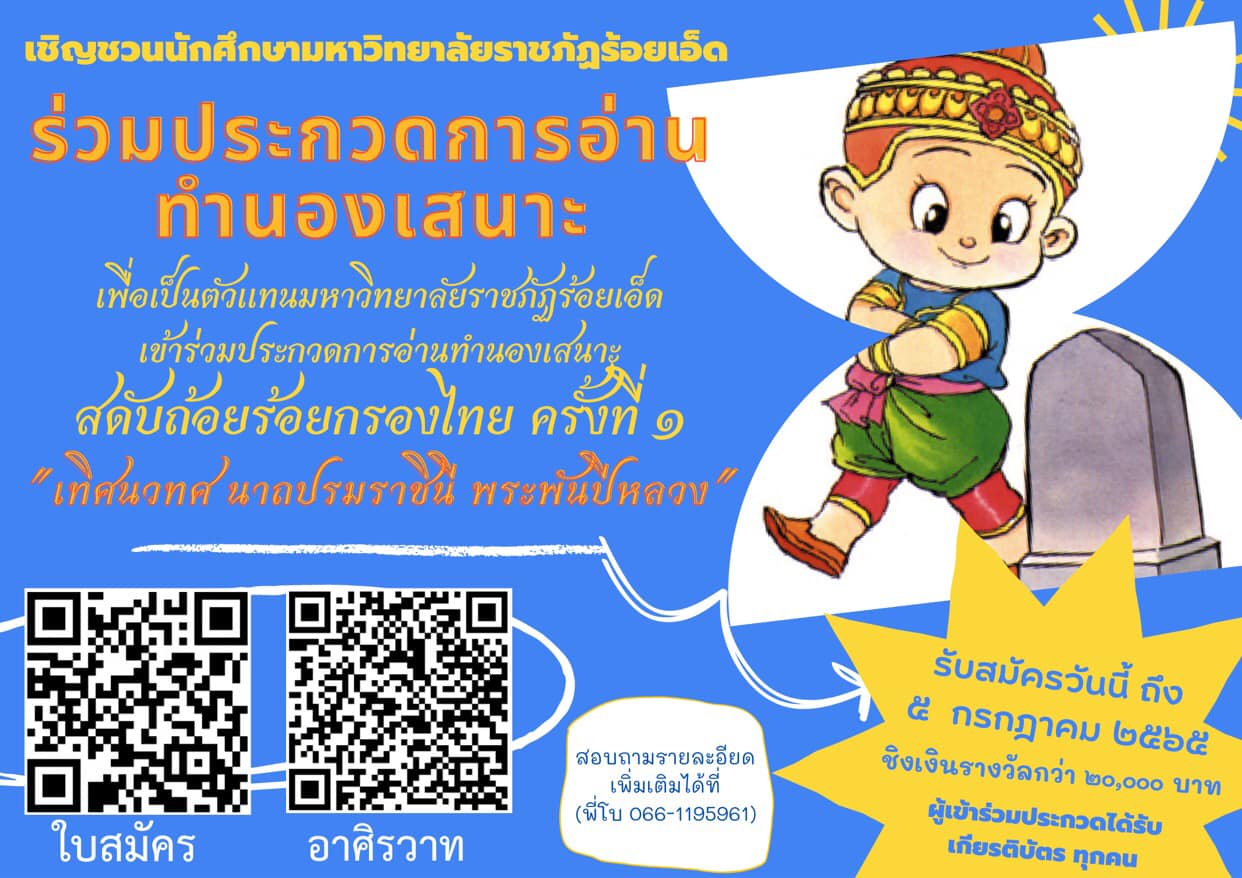 เชิญชวนนักศึกษามหาวิทยาลัยราชภัฏร้อยเอ็ด
ร่วมประกวดการอ่าน
ทำนองเสนาะ
เพื่อเป็นตัวแทนมหาวิทยาลัยราชภัฏร้อยเอ็ด
เข้าร่วมประกวดการอ่านทำนองเสนาะ
สดับถ้อยร้อยกรองไทย ครั้งที่ ๑
"เทิศนวทศ นาถปรมราชินี พระพันปีหลวง"
ใบสมัคร
อาศิรวาท
สอบถามรายละอียด
เพิ่มเติมได้ที่
(พี่โบ 066-1195961)
รับสมัครวันนี้ ถึง
๕ กรกฎาคม ๒๕๖๕
ชิงเงินรางวัลกว่า ๒๐,๐๐๐ บาท
ผู้เข้าร่วมประกวดได้รับ
เกียรติบัตร ทุกคน